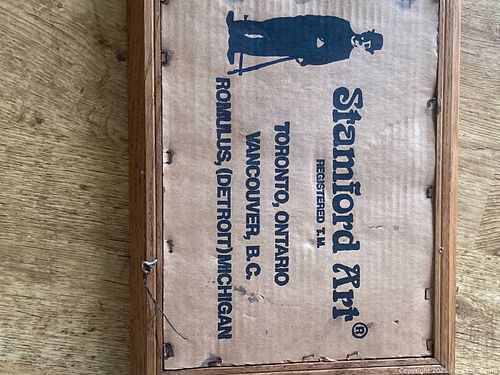 Stamford Art®
REGISTERED T.M.
TORONTO, ONTARIO
VANCOUVER, B.C.
ROMULUS, (DETROIT) MICHIGAN